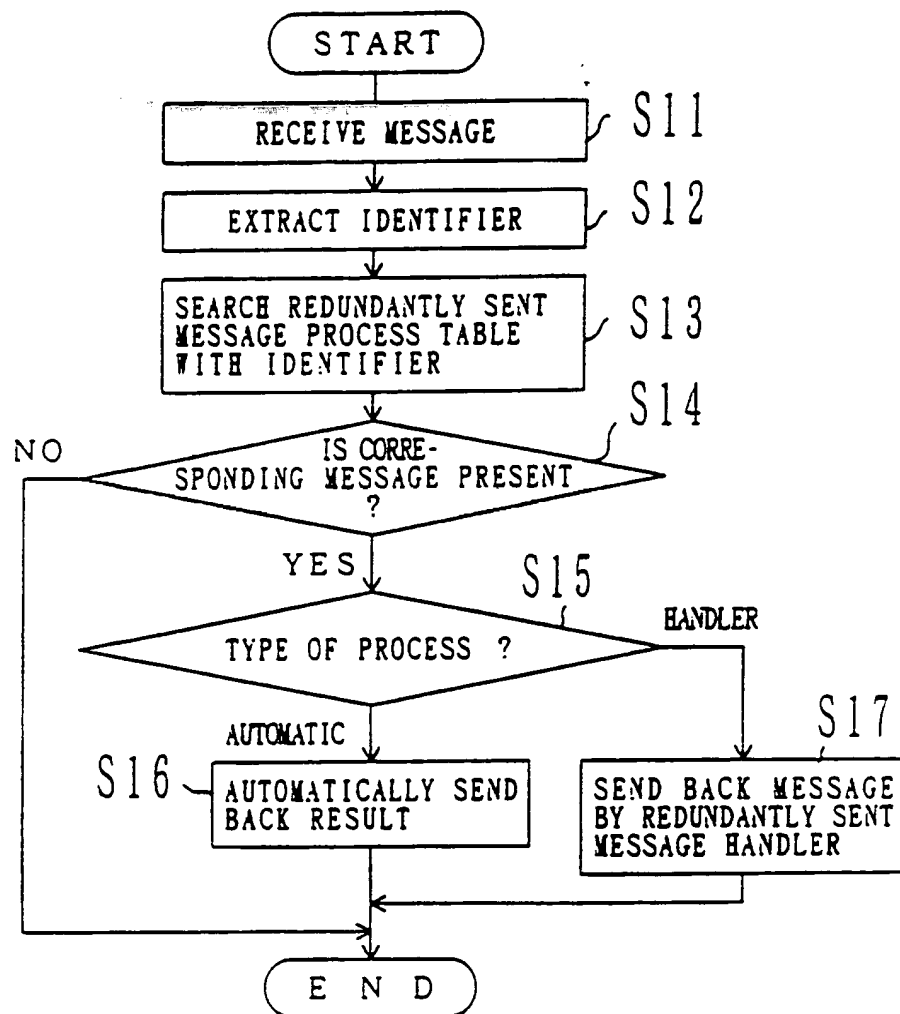 START
RECEIVE MESSAGE
S11
EXTRACT IDENTIFIER
S12
SEARCH REDUNDANTLY SENT
MESSAGE PROCESS TABLE
WITH IDENTIFIER
S13
S14
NO
IS CORRE-
SPONDING MESSAGE PRESENT
?
YES
S15
TYPE OF PROCESS ?
HANDLER
AUTOMATIC
S16
AUTOMATICALLY SEND
BACK RESULT
S17
SEND BACK MESSAGE
BY REDUNDANTLY SENT
MESSAGE HANDLER
END